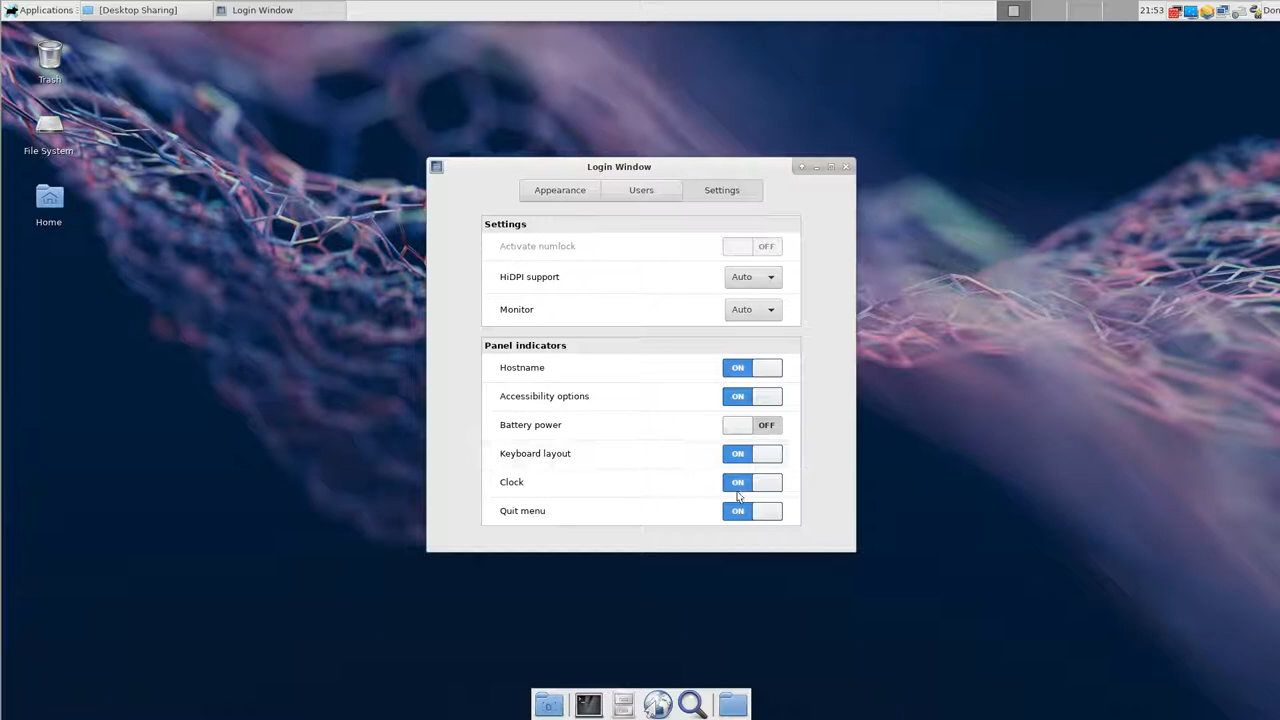 Applications
[Desktop Sharing]
Login Window
21:53
Don
Trash
File System
Home
Login Window
Appearance
Users
Settings
Settings
Activate numlock
OFF
HiDPI support
Auto
Monitor
Auto
Panel indicators
Hostname
ON
Accessibility options
ON
Battery power
OFF
Keyboard layout
ON
Clock
ON
Quit menu
ON